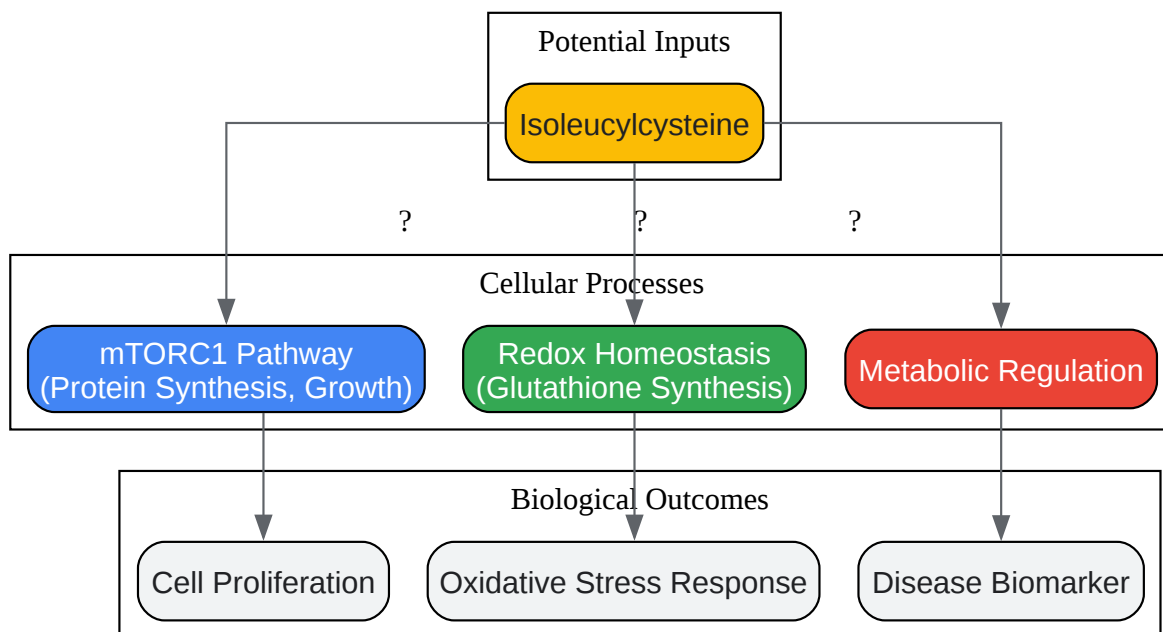 Potential Inputs
Isoleucylcysteine
?
?
?
Cellular Processes
mTORC1 Pathway
(Protein Synthesis, Growth)
Redox Homeostasis
(Glutathione Synthesis)
Metabolic Regulation
Biological Outcomes
Cell Proliferation
Oxidative Stress Response
Disease Biomarker